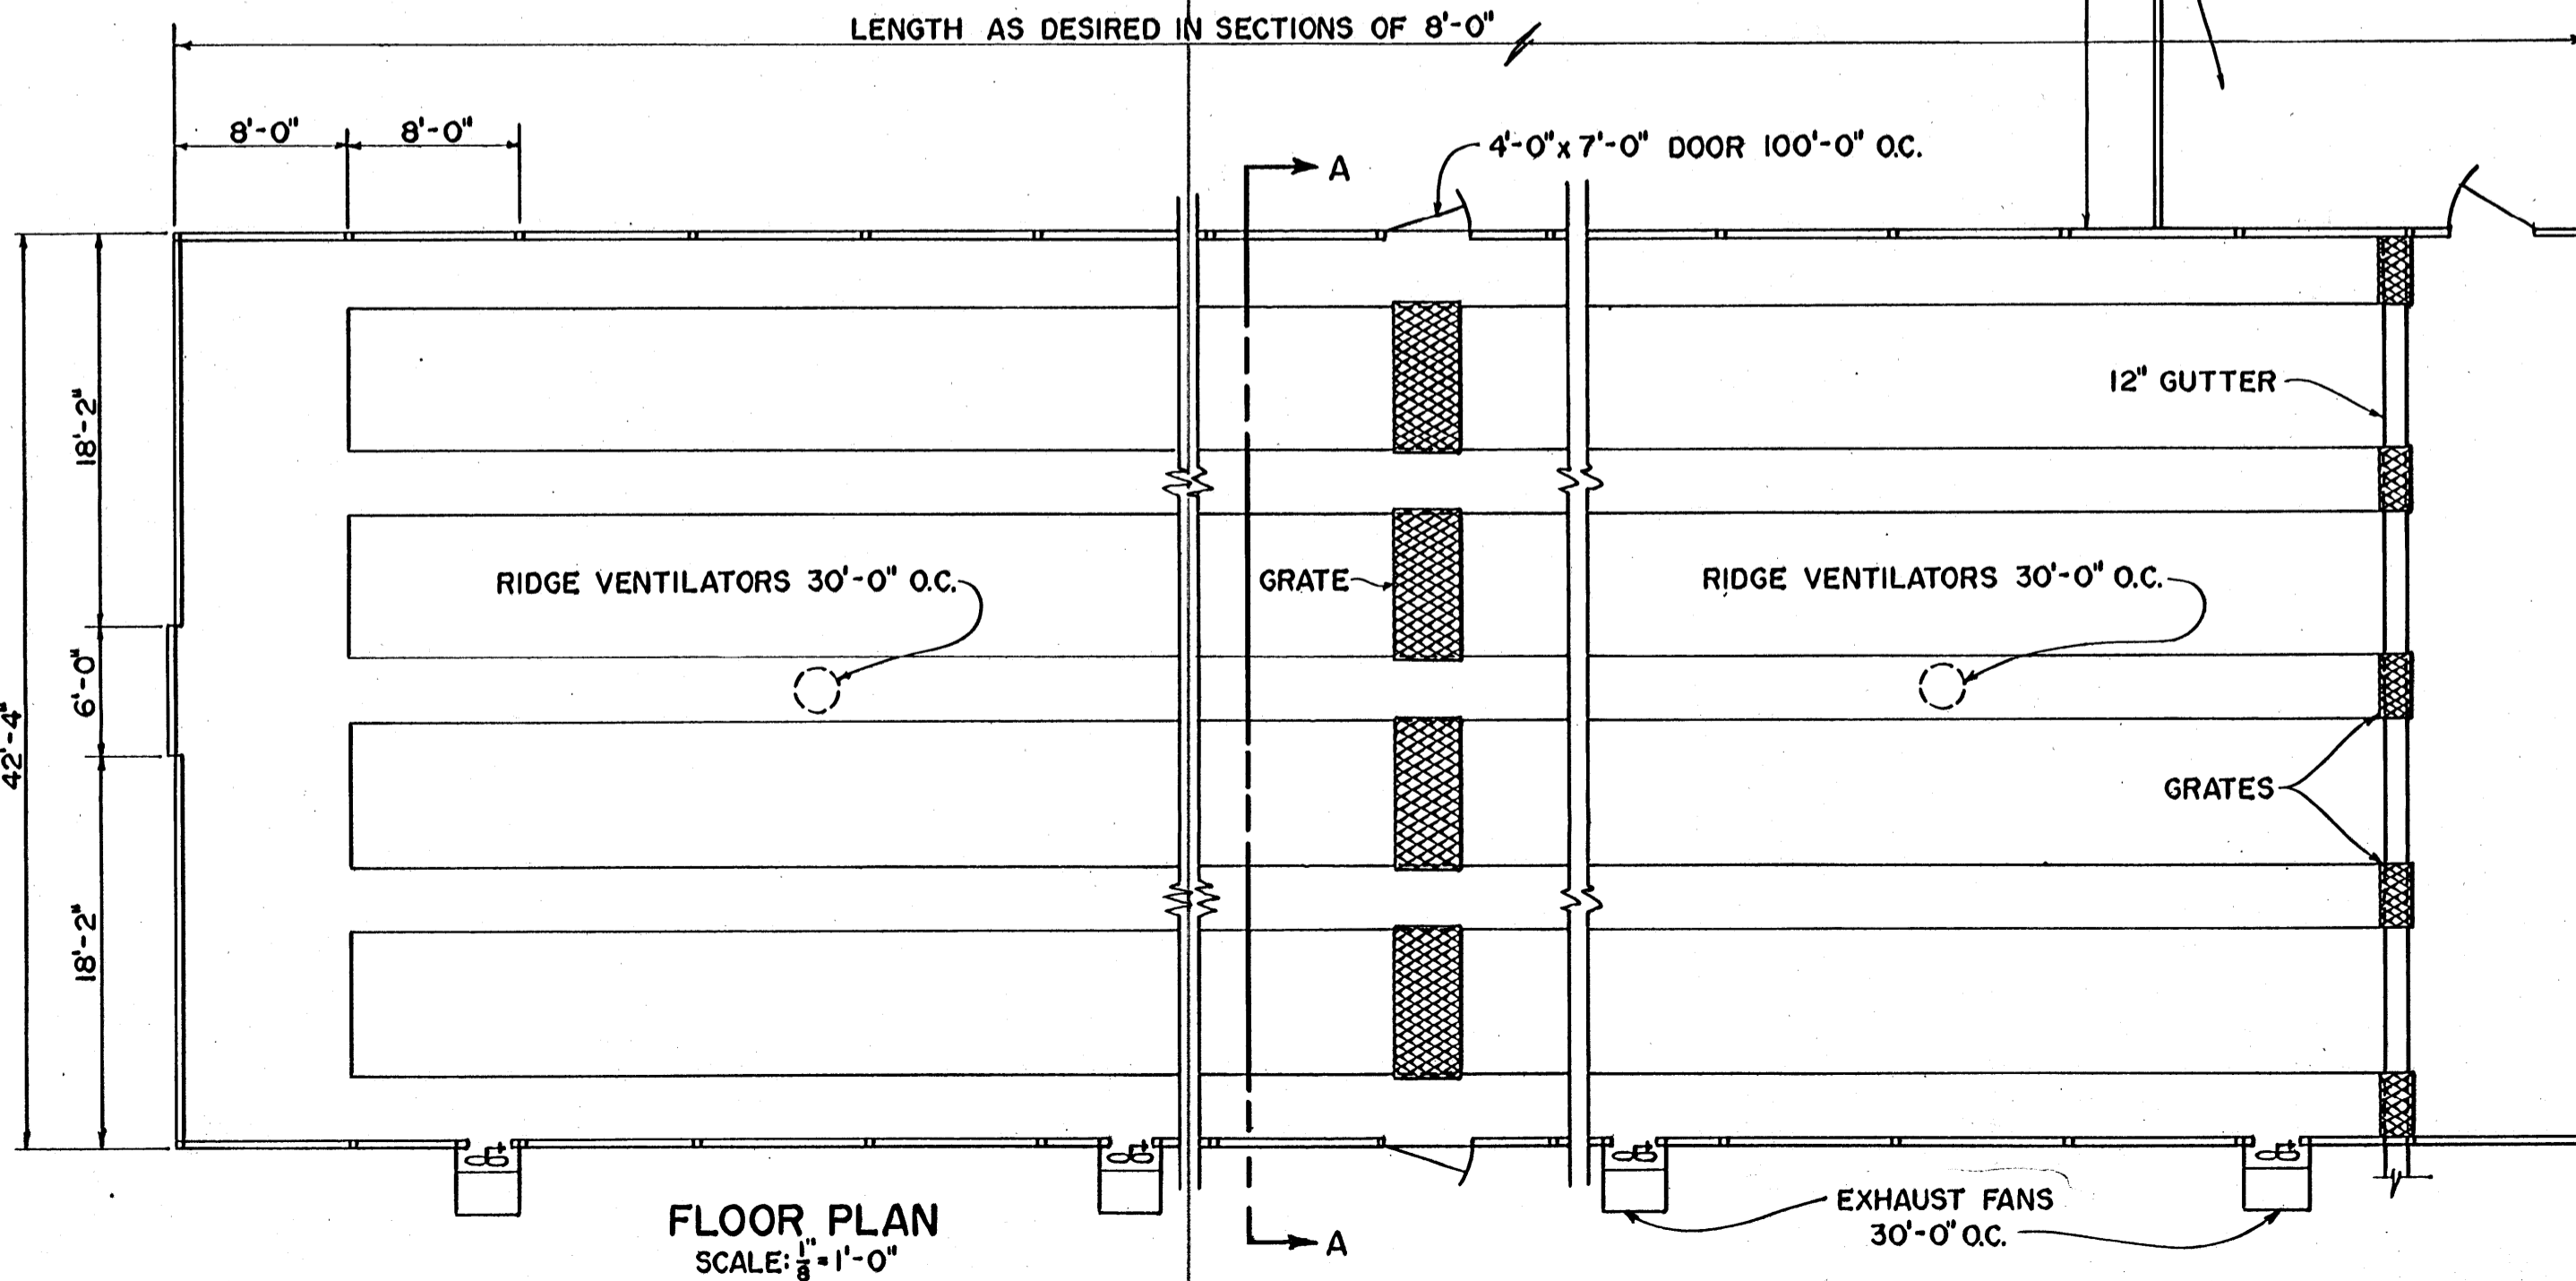 LENGTH AS DESIRED IN SECTIONS OF 8'-0"
8'-0"
8'-0"
4'-0" x 7'-0" DOOR 100'-0" O.C.
A
18'-2"
12" GUTTER
RIDGE VENTILATORS 30'-0" O.C.
GRATE
RIDGE VENTILATORS 30'-0" O.C.
6'-0"
42'-4"
GRATES
18'-2"
EXHAUST FANS
30'-0" O.C.
FLOOR PLAN
SCALE: 1/8" = 1'-0"
A